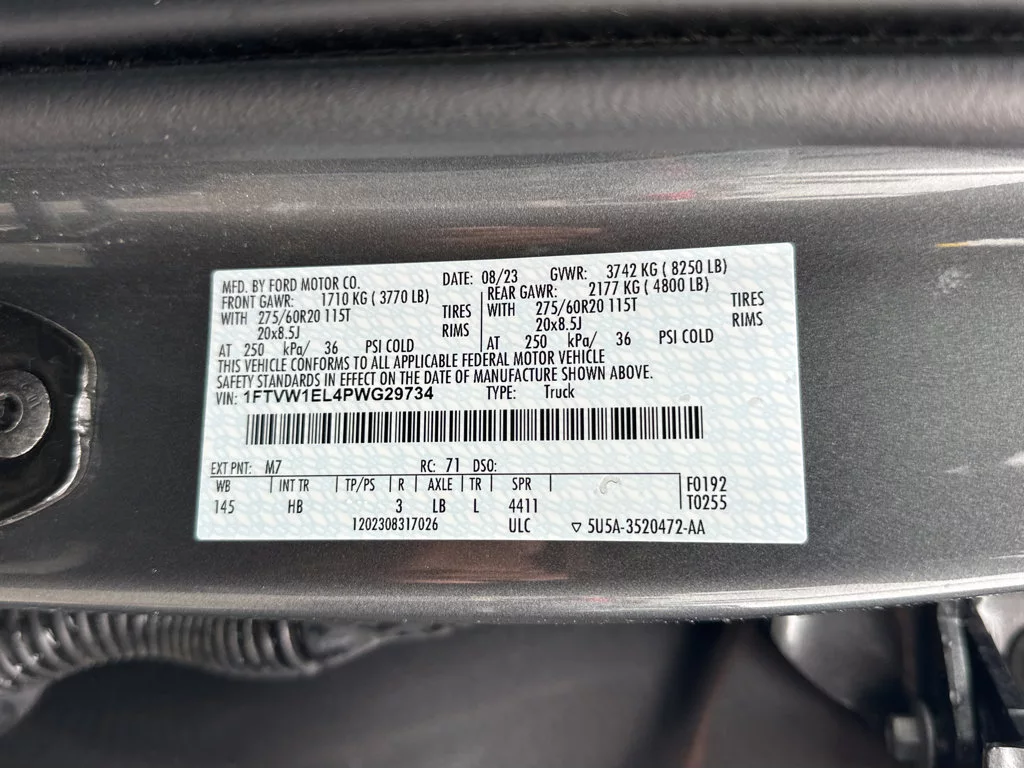 MFD. BY FORD MOTOR CO. DATE: 08/23 GVWR: 3742 KG ( 8250 LB)
FRONT GAWR: 1710 KG ( 3770 LB) REAR GAWR: 2177 KG ( 4800 LB)
WITH 275/60R20 115T TIRES WITH 275/60R20 115T TIRES
20x8.5J RIMS 20x8.5J RIMS
AT 250 kPa/ 36 PSI COLD AT 250 kPa/ 36 PSI COLD
THIS VEHICLE CONFORMS TO ALL APPLICABLE FEDERAL MOTOR VEHICLE
SAFETY STANDARDS IN EFFECT ON THE DATE OF MANUFACTURE SHOWN ABOVE.
VIN: 1FTVW1EL4PWG29734 TYPE: Truck
EXT PNT: M7 RC: 71 DSO:
WB INT TR TP/PS R AXLE TR SPR F0192
145 HB 3 LB L 4411 T0255
1202308317026 ULC ▽ 5U5A-3520472-AA